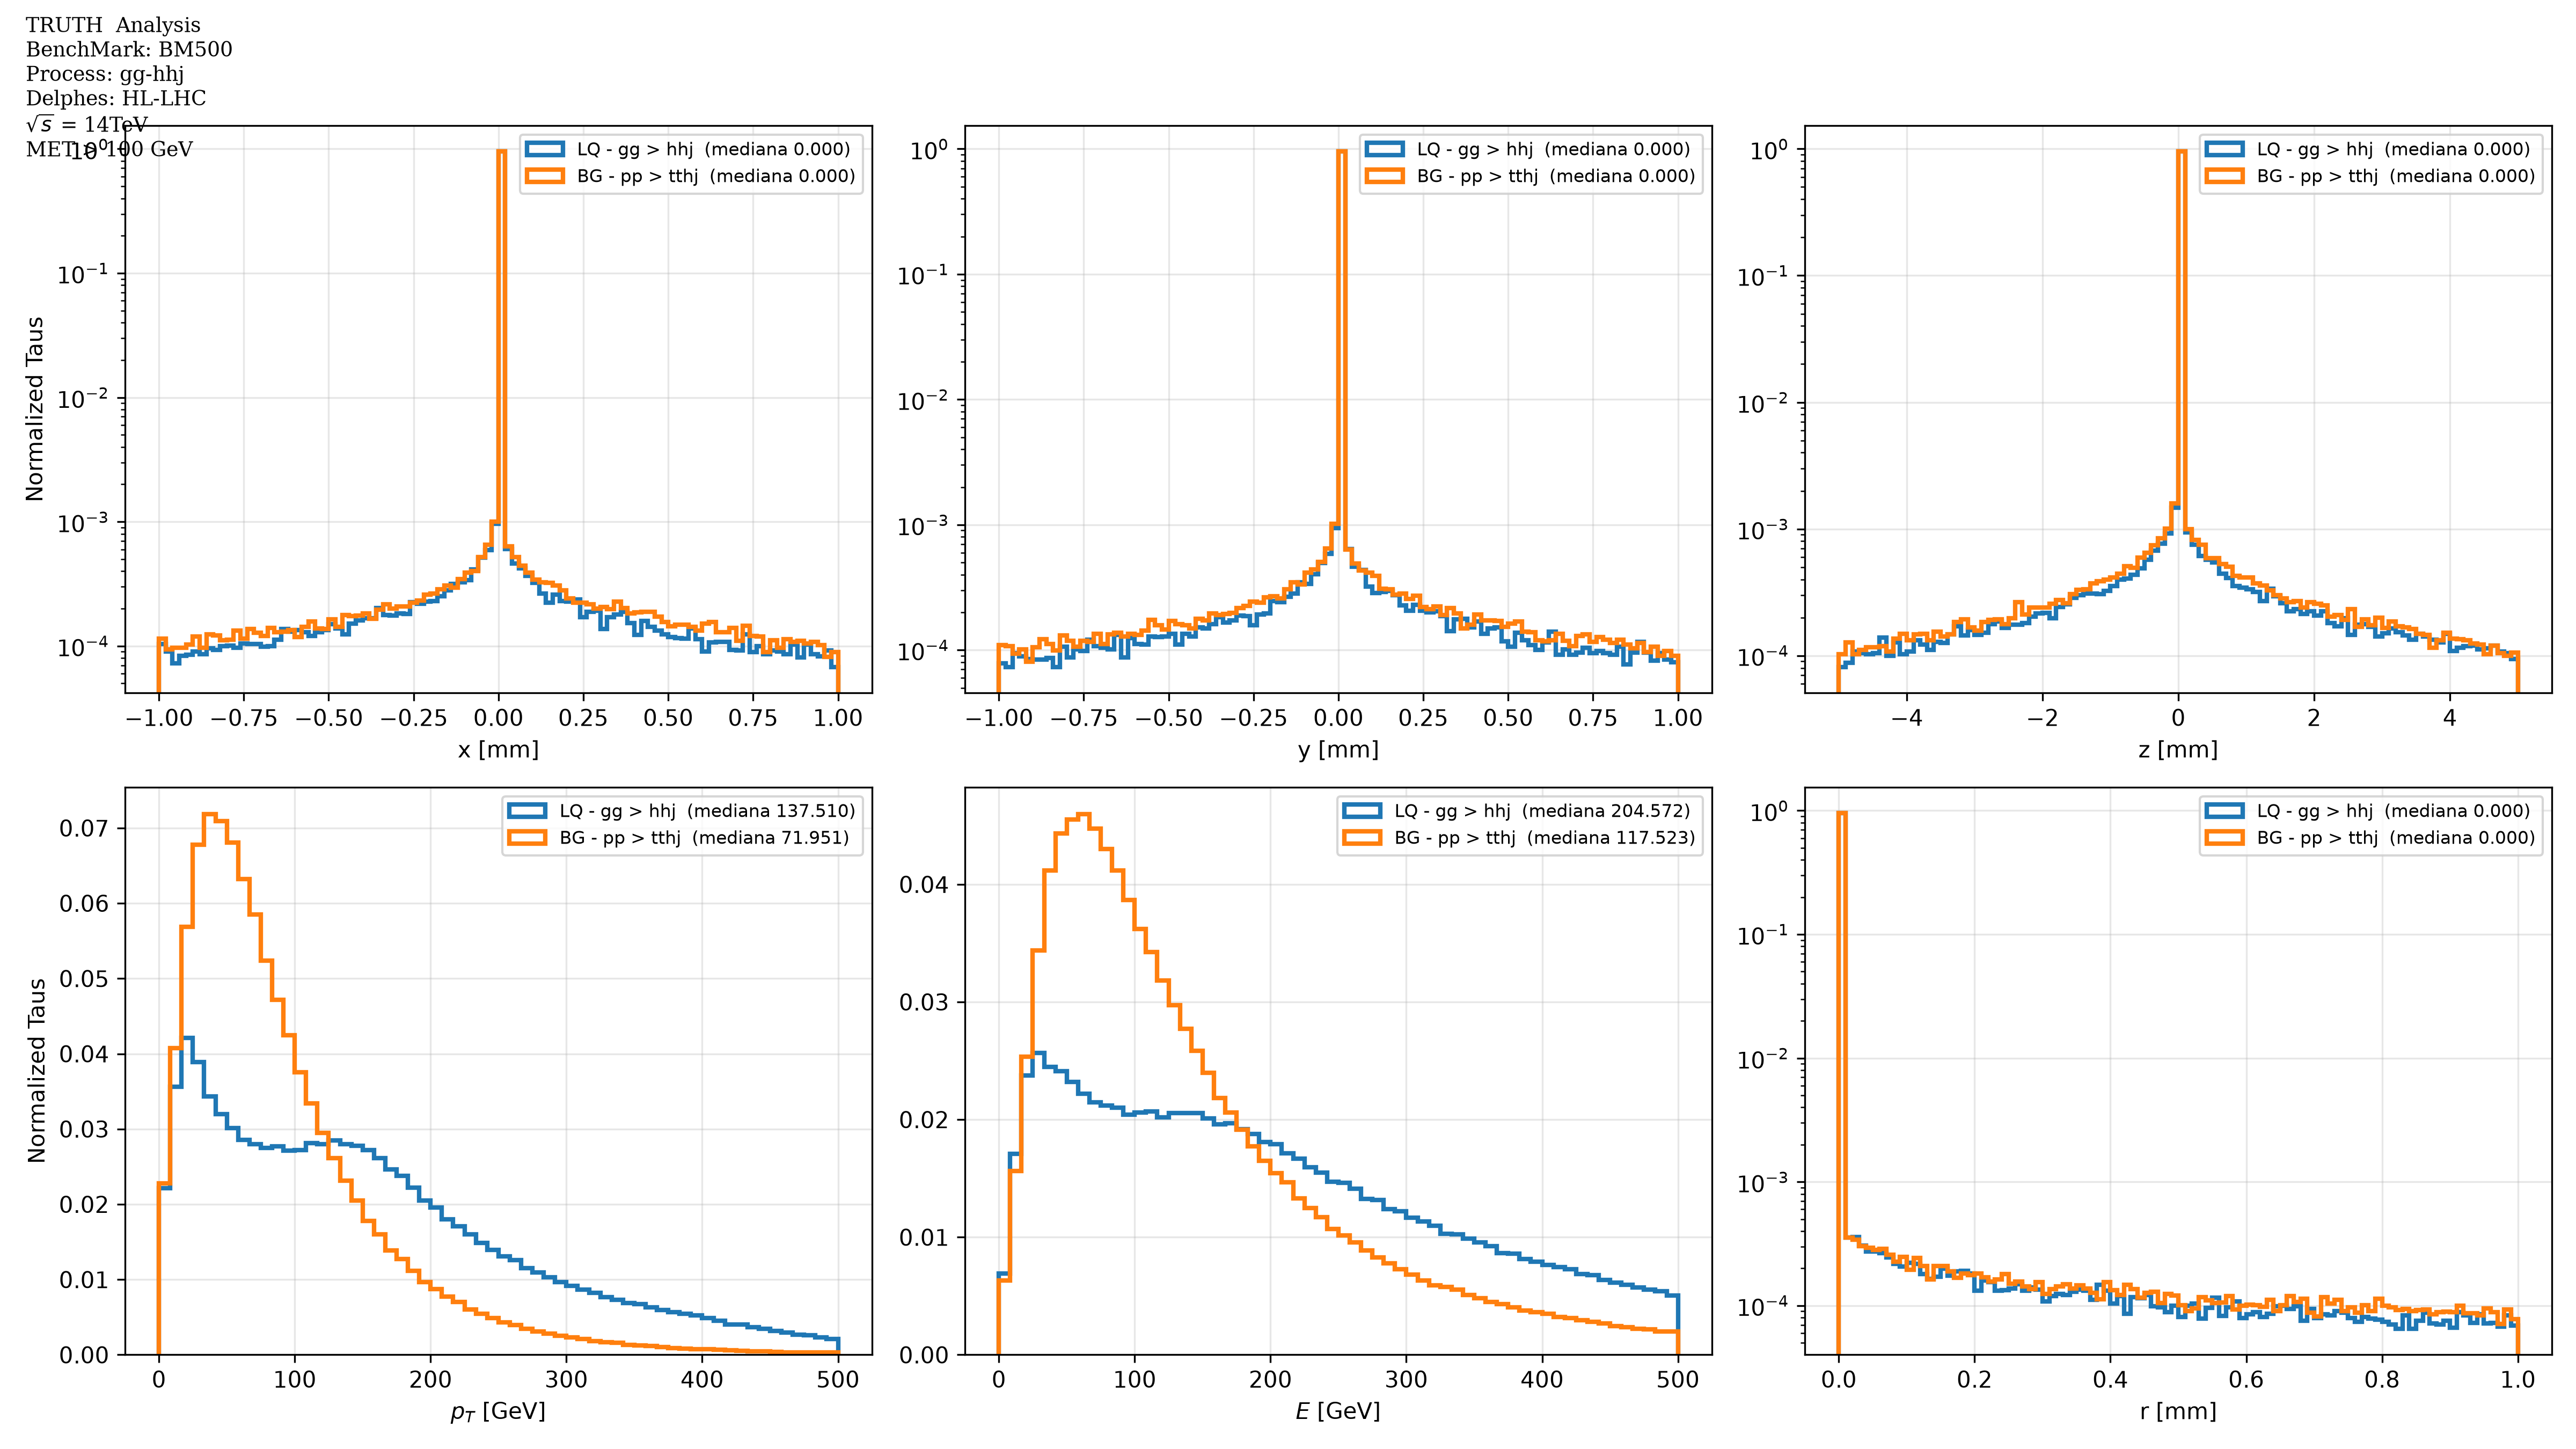 TRUTH  Analysis
BenchMark: BM500
Process: gg-hhj
Delphes: HL-LHC
√s = 14TeV
MET > 100 GeV
LQ - gg > hhj  (mediana 0.000)
BG - pp > tthj  (mediana 0.000)
10⁰
10⁻¹
10⁻²
10⁻³
10⁻⁴
Normalized Taus
−1.00 −0.75 −0.50 −0.25 0.00 0.25 0.50 0.75 1.00
x [mm]
LQ - gg > hhj  (mediana 0.000)
BG - pp > tthj  (mediana 0.000)
10⁰
10⁻¹
10⁻²
10⁻³
10⁻⁴
−1.00 −0.75 −0.50 −0.25 0.00 0.25 0.50 0.75 1.00
y [mm]
LQ - gg > hhj  (mediana 0.000)
BG - pp > tthj  (mediana 0.000)
10⁰
10⁻¹
10⁻²
10⁻³
10⁻⁴
−4 −2 0 2 4
z [mm]
LQ - gg > hhj  (mediana 137.510)
BG - pp > tthj  (mediana 71.951)
0.07
0.06
0.05
0.04
0.03
0.02
0.01
0.00
Normalized Taus
0 100 200 300 400 500
p_T [GeV]
LQ - gg > hhj  (mediana 204.572)
BG - pp > tthj  (mediana 117.523)
0.04
0.03
0.02
0.01
0.00
0 100 200 300 400 500
E [GeV]
LQ - gg > hhj  (mediana 0.000)
BG - pp > tthj  (mediana 0.000)
10⁰
10⁻¹
10⁻²
10⁻³
10⁻⁴
0.0 0.2 0.4 0.6 0.8 1.0
r [mm]